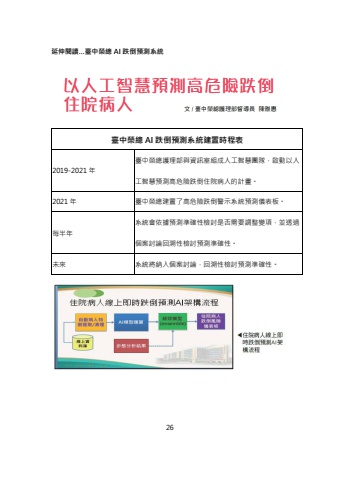 延伸閱讀...臺中榮總 AI 跌倒預測系統
以人工智慧預測高危險跌倒
住院病人
文 / 臺中榮總護理部督導長 陳資惠
臺中榮總 AI 跌倒預測系統建置時程表
2019-2021 年
臺中榮總護理部與資訊室組成人工智慧團隊，啟動以人
工智慧預測高危險跌倒住院病人的計畫。
2021 年
臺中榮總建置了高危險跌倒警示系統預測儀表板。
每半年
系統會依據預測準確性檢討是否需要調整變項，並透過
個案討論回溯性檢討預測準確性。
未來
系統將納入個案討論，回溯性檢討預測準確性。
住院病人線上即時跌倒預測AI架構流程
AI模型建置
住院病人
跌倒風險
儀表板
線上資
料庫
◀住院病人線上即
時跌倒預測AI架
構流程
26